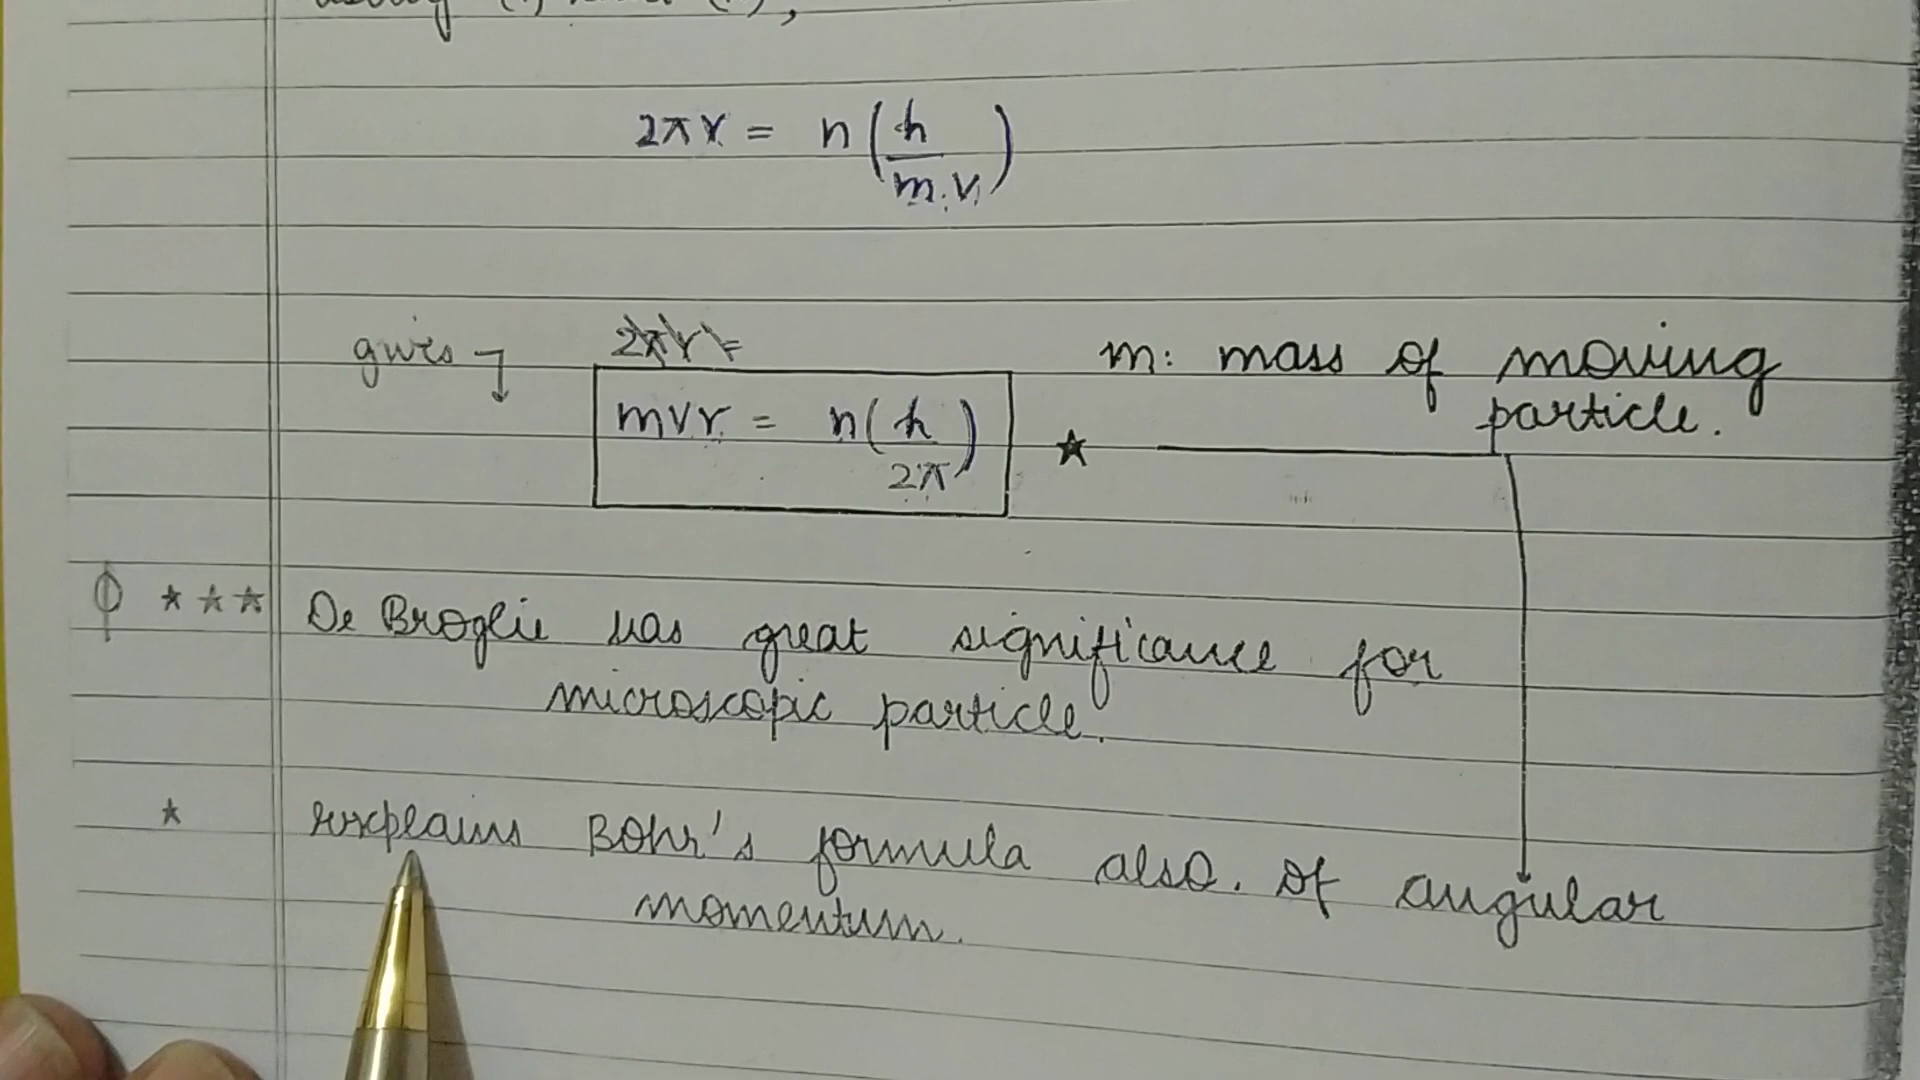 2πr = n(h/m.v)
gives 2πr =
m: mass of moving
particle.
mvr = n(h/2π) ★
★★★ De Broglie has great significance for
microscopic particle.
★ explains Bohr's formula also. of angular
momentum.